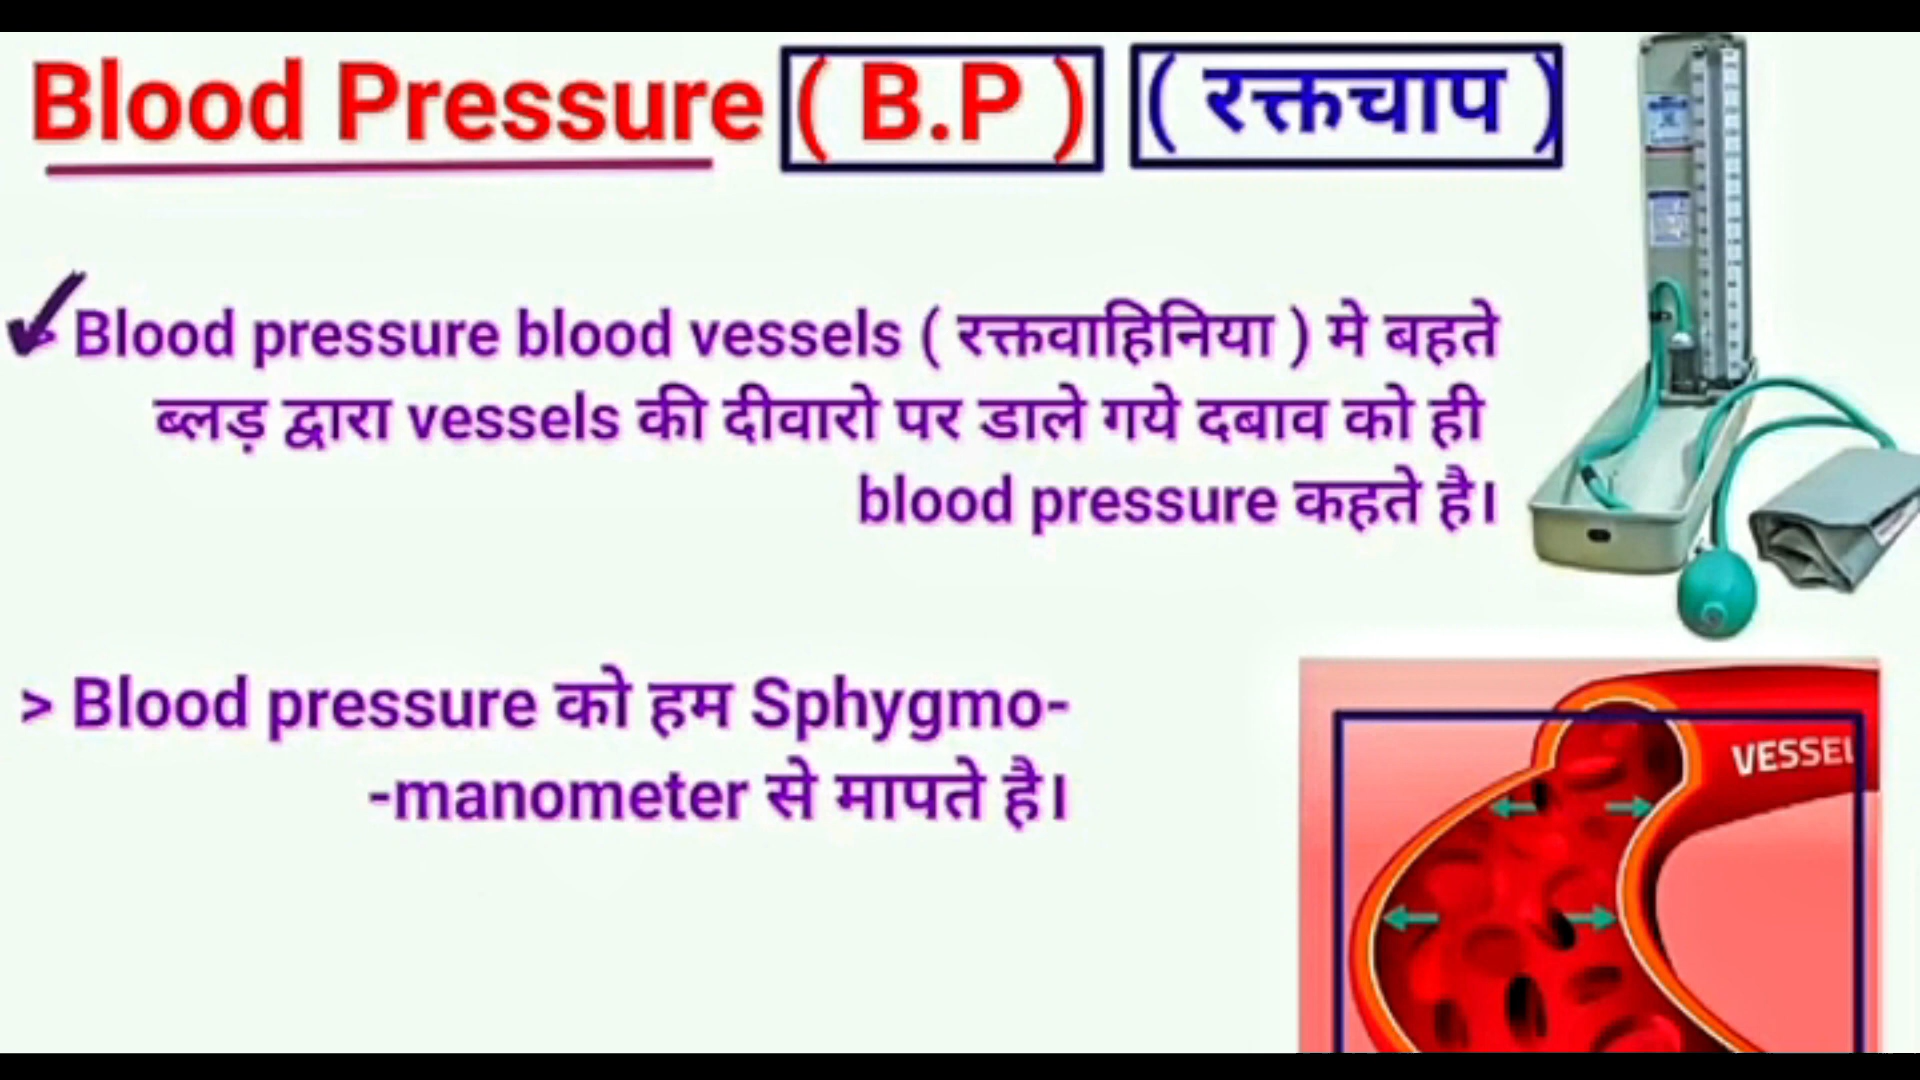 Blood Pressure ( B.P ) ( रक्तचाप )
> Blood pressure blood vessels ( रक्तवाहिनिया ) मे बहते
ब्लड़ द्वारा vessels की दीवारो पर डाले गये दबाव को ही
blood pressure कहते है।
> Blood pressure को हम Sphygmo-
-manometer से मापते है।
VESSEL